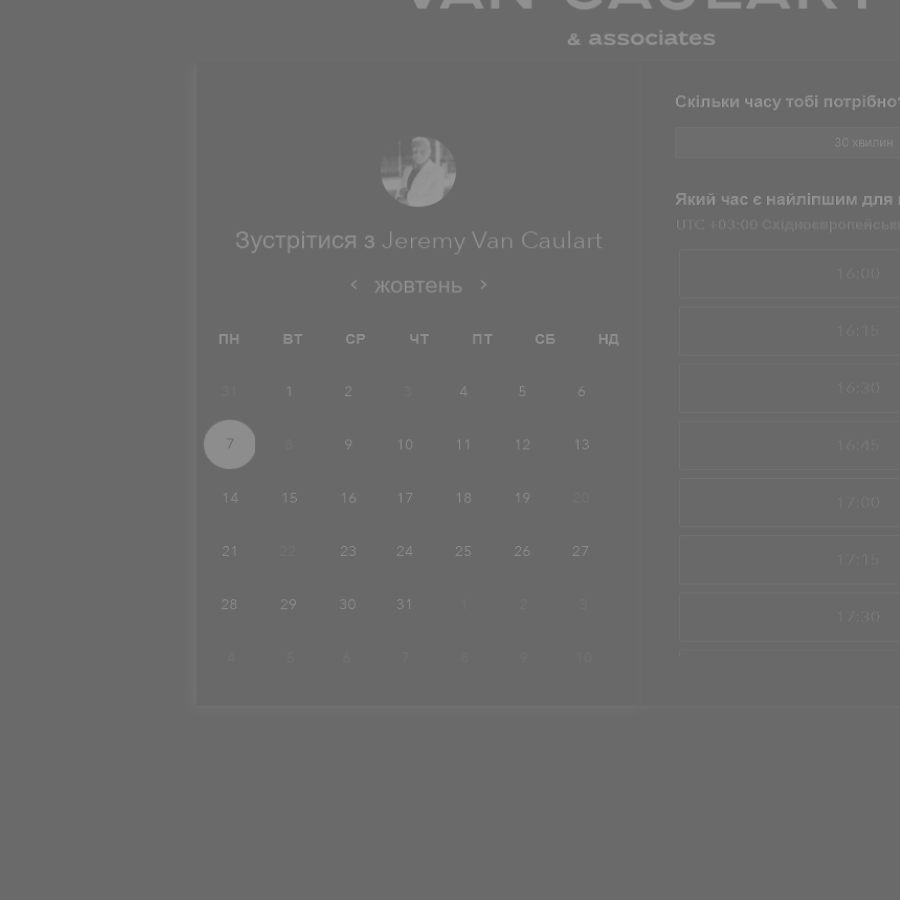 VAN CAULART
& associates
Зустрітися з Jeremy Van Caulart
жовтень
ПН ВТ СР ЧТ ПТ СБ НД
31 1 2 3 4 5 6
7 8 9 10 11 12 13
14 15 16 17 18 19 20
21 22 23 24 25 26 27
28 29 30 31 1 2 3
4 5 6 7 8 9 10
Скільки часу тобі потрібно?
30 хвилин
Який час є найліпшим для
UTC +03:00
16:00
16:15
16:30
16:45
17:00
17:15
17:30